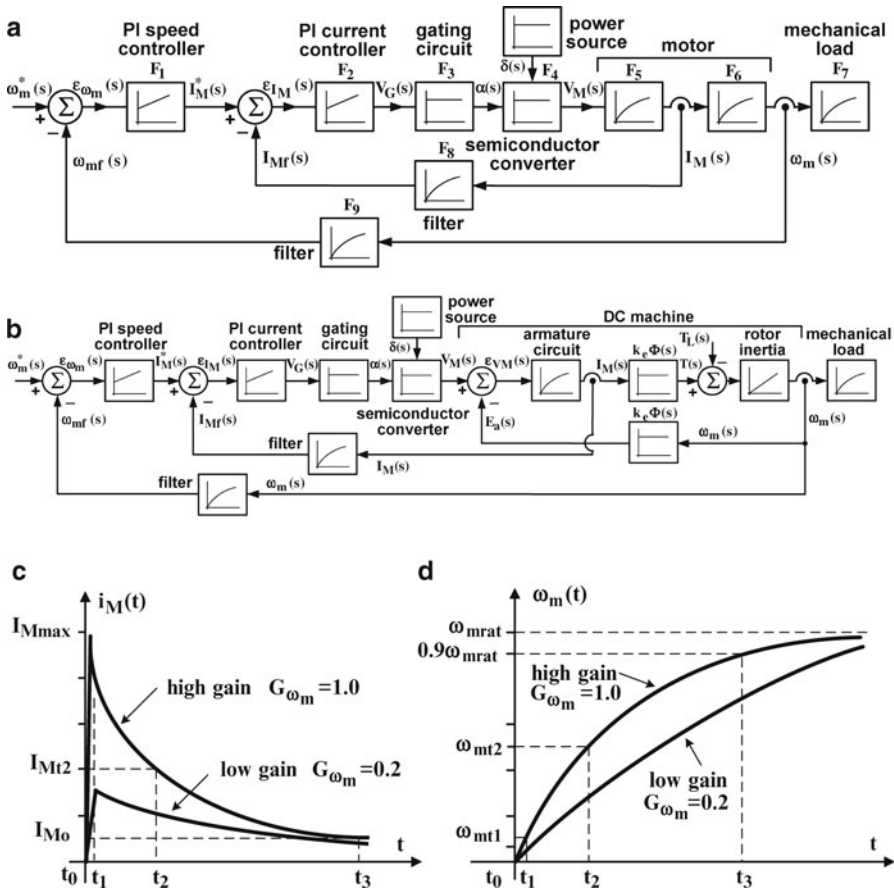 a
PI speed controller
PI current controller
gating circuit
power source
motor
mechanical load
F₁
F₂
F₃
δ(s)
F₄
F₅
F₆
F₇
ω*ₘ(s)
+
−
Σ
εωₘ(s)
I*M(s)
+
−
Σ
εIM(s)
VG(s)
α(s)
VM(s)
semiconductor converter
ωmf(s)
IMf(s)
F₈
filter
IM(s)
ωₘ(s)
F₉
filter
b
PI speed controller
PI current controller
gating circuit
power source
DC machine
armature circuit
rotor inertia
mechanical load
δ(s)
ω*ₘ(s)
+
−
Σ
εωₘ(s)
I*M(s)
+
−
Σ
εIM(s)
VG(s)
α(s)
VM(s)
+
−
Σ
εVM(s)
IM(s)
kₑΦ(s)
TL(s)
T(s)
+
−
Σ
semiconductor converter
Eₐ(s)
kₑΦ(s)
ωₘ(s)
ωₘ(s)
ωmf(s)
IMf(s)
filter
IM(s)
filter
ωₘ(s)
c
iM(t)
IMmax
high gain Gωₘ=1.0
IMt2
low gain Gωₘ=0.2
IMo
t
t₀
t₁
t₂
t₃
d
ωₘ(t)
ωmrat
0.9ωmrat
high gain
Gωₘ=1.0
ωmt2
low gain
Gωₘ=0.2
ωmt1
t
t₀
t₁
t₂
t₃